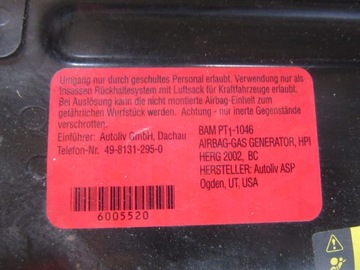 Umgang nur durch geschultes Personal erlaubt. Verwendung nur als
Insassen Rückhaltesystem mit Luftsack für Kraftfahrzeuge erlaubt.
Bei Auslösung kann die nicht montierte Airbag-Einheit zum
gefährlichen Wurfstück werden. Achtung - nur inerte Gegenstände
verschrotten.
Einführer: Autoliv GmbH, Dachau
Telefon-Nr. 49-8131-295-0
BAM PT1-1046
AIRBAG-GAS GENERATOR, HPI
HERG 2002, BC
HERSTELLER: Autoliv ASP
Ogden, UT, USA
6005520